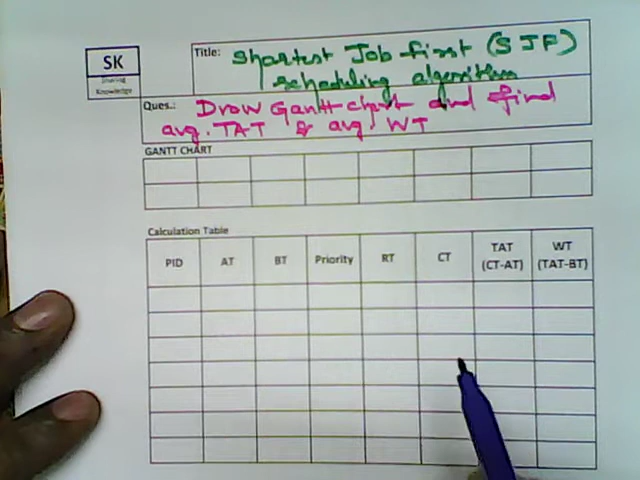 SK
Sharing
Knowledge
Title: Shortest Job first (SJF)
scheduling algorithm
Ques.: Draw Gantt chart and find
avg. TAT & avg. WT
GANTT CHART
Calculation Table
PID AT BT Priority RT CT TAT (CT-AT) WT (TAT-BT)